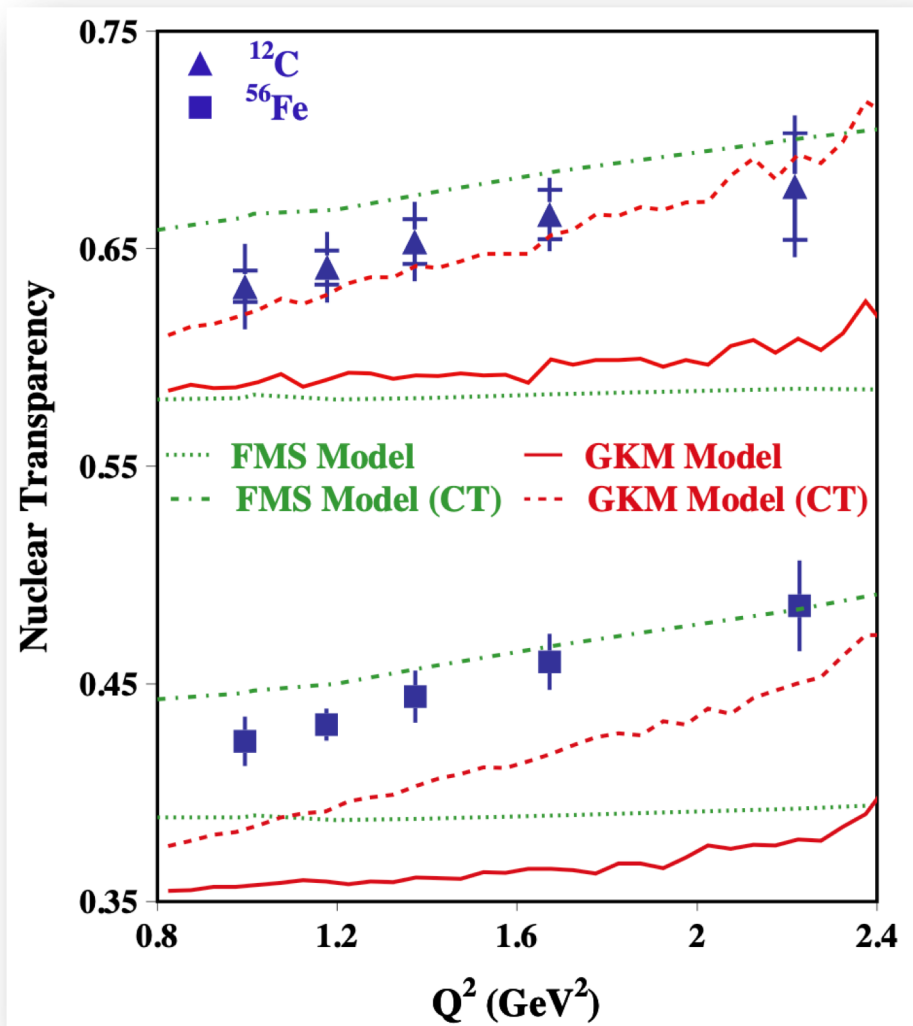 0.75
¹²C
⁵⁶Fe
0.65
Nuclear Transparency
0.55
FMS Model
GKM Model
FMS Model (CT)
GKM Model (CT)
0.45
0.35
0.8 1.2 1.6 2 2.4
Q² (GeV²)